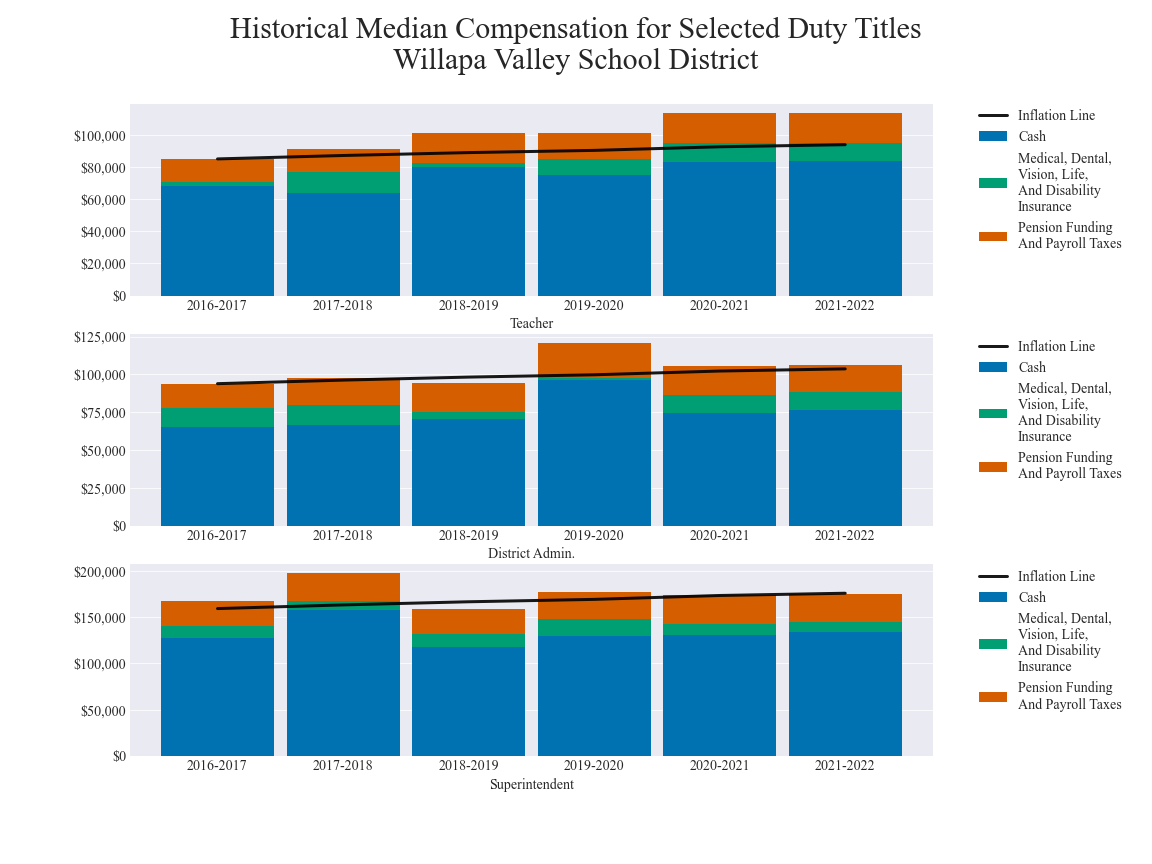 Historical Median Compensation for Selected Duty Titles
Willapa Valley School District
$100,000
$80,000
$60,000
$40,000
$20,000
$0
2016-2017 2017-2018 2018-2019 2019-2020 2020-2021 2021-2022
Teacher
Inflation Line
Cash
Medical, Dental,
Vision, Life,
And Disability
Insurance
Pension Funding
And Payroll Taxes
$125,000
$100,000
$75,000
$50,000
$25,000
$0
2016-2017 2017-2018 2018-2019 2019-2020 2020-2021 2021-2022
District Admin.
Inflation Line
Cash
Medical, Dental,
Vision, Life,
And Disability
Insurance
Pension Funding
And Payroll Taxes
$200,000
$150,000
$100,000
$50,000
$0
2016-2017 2017-2018 2018-2019 2019-2020 2020-2021 2021-2022
Superintendent
Inflation Line
Cash
Medical, Dental,
Vision, Life,
And Disability
Insurance
Pension Funding
And Payroll Taxes